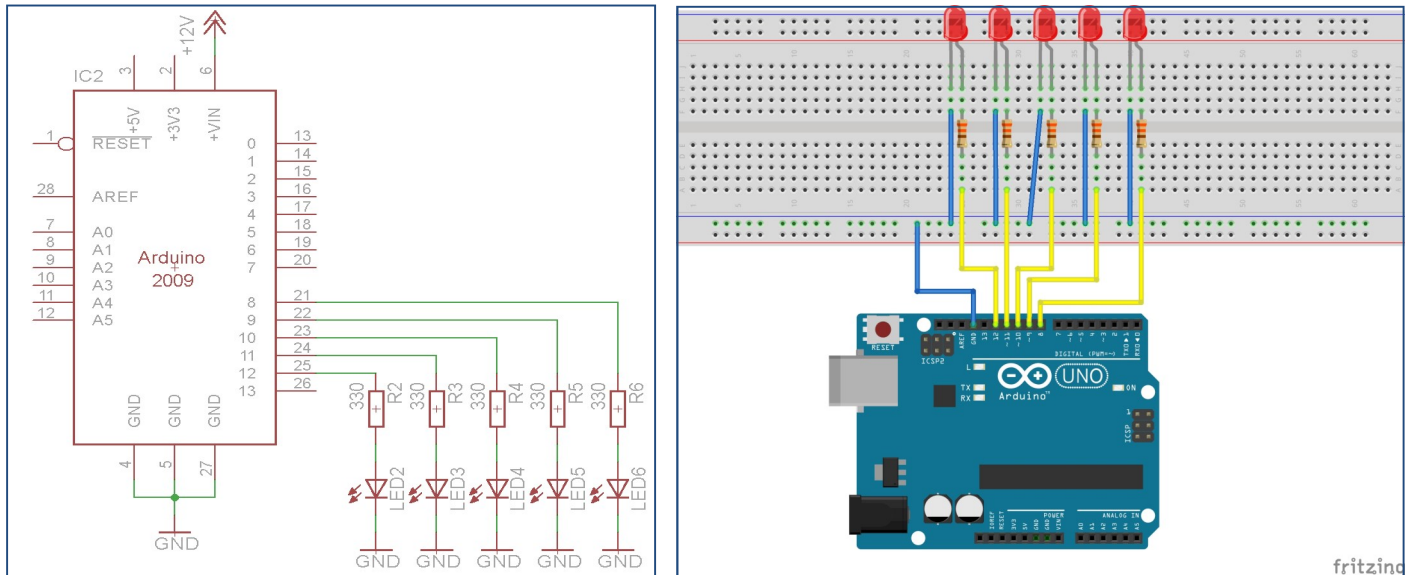 +12V
IC2
3
2
6
+5V
+3V3
+VIN
1
RESET
0
13
1
14
2
15
28
AREF
3
16
4
17
7
A0
5
18
8
A1
6
19
9
A2
7
20
10
A3
11
A4
12
A5
Arduino
2009
8
21
9
22
10
23
11
24
12
25
13
26
GND
GND
GND
4
5
27
GND
330
R2
330
R3
330
R4
330
R5
330
R6
LED2
LED3
LED4
LED5
LED6
GND
GND
GND
GND
GND
RESET
ICSP2
AREF
GND
13
12
~11
~10
~9
8
7
~6
~5
4
~3
2
TX0▶1
RX0◀0
DIGITAL (PWM=~)
L
TX
RX
Arduino™
UNO
ON
1
ICSP
IOREF
RESET
3V3
5V
GND
GND
VIN
POWER
ANALOG IN
A0
A1
A2
A3
A4
A5
fritzing